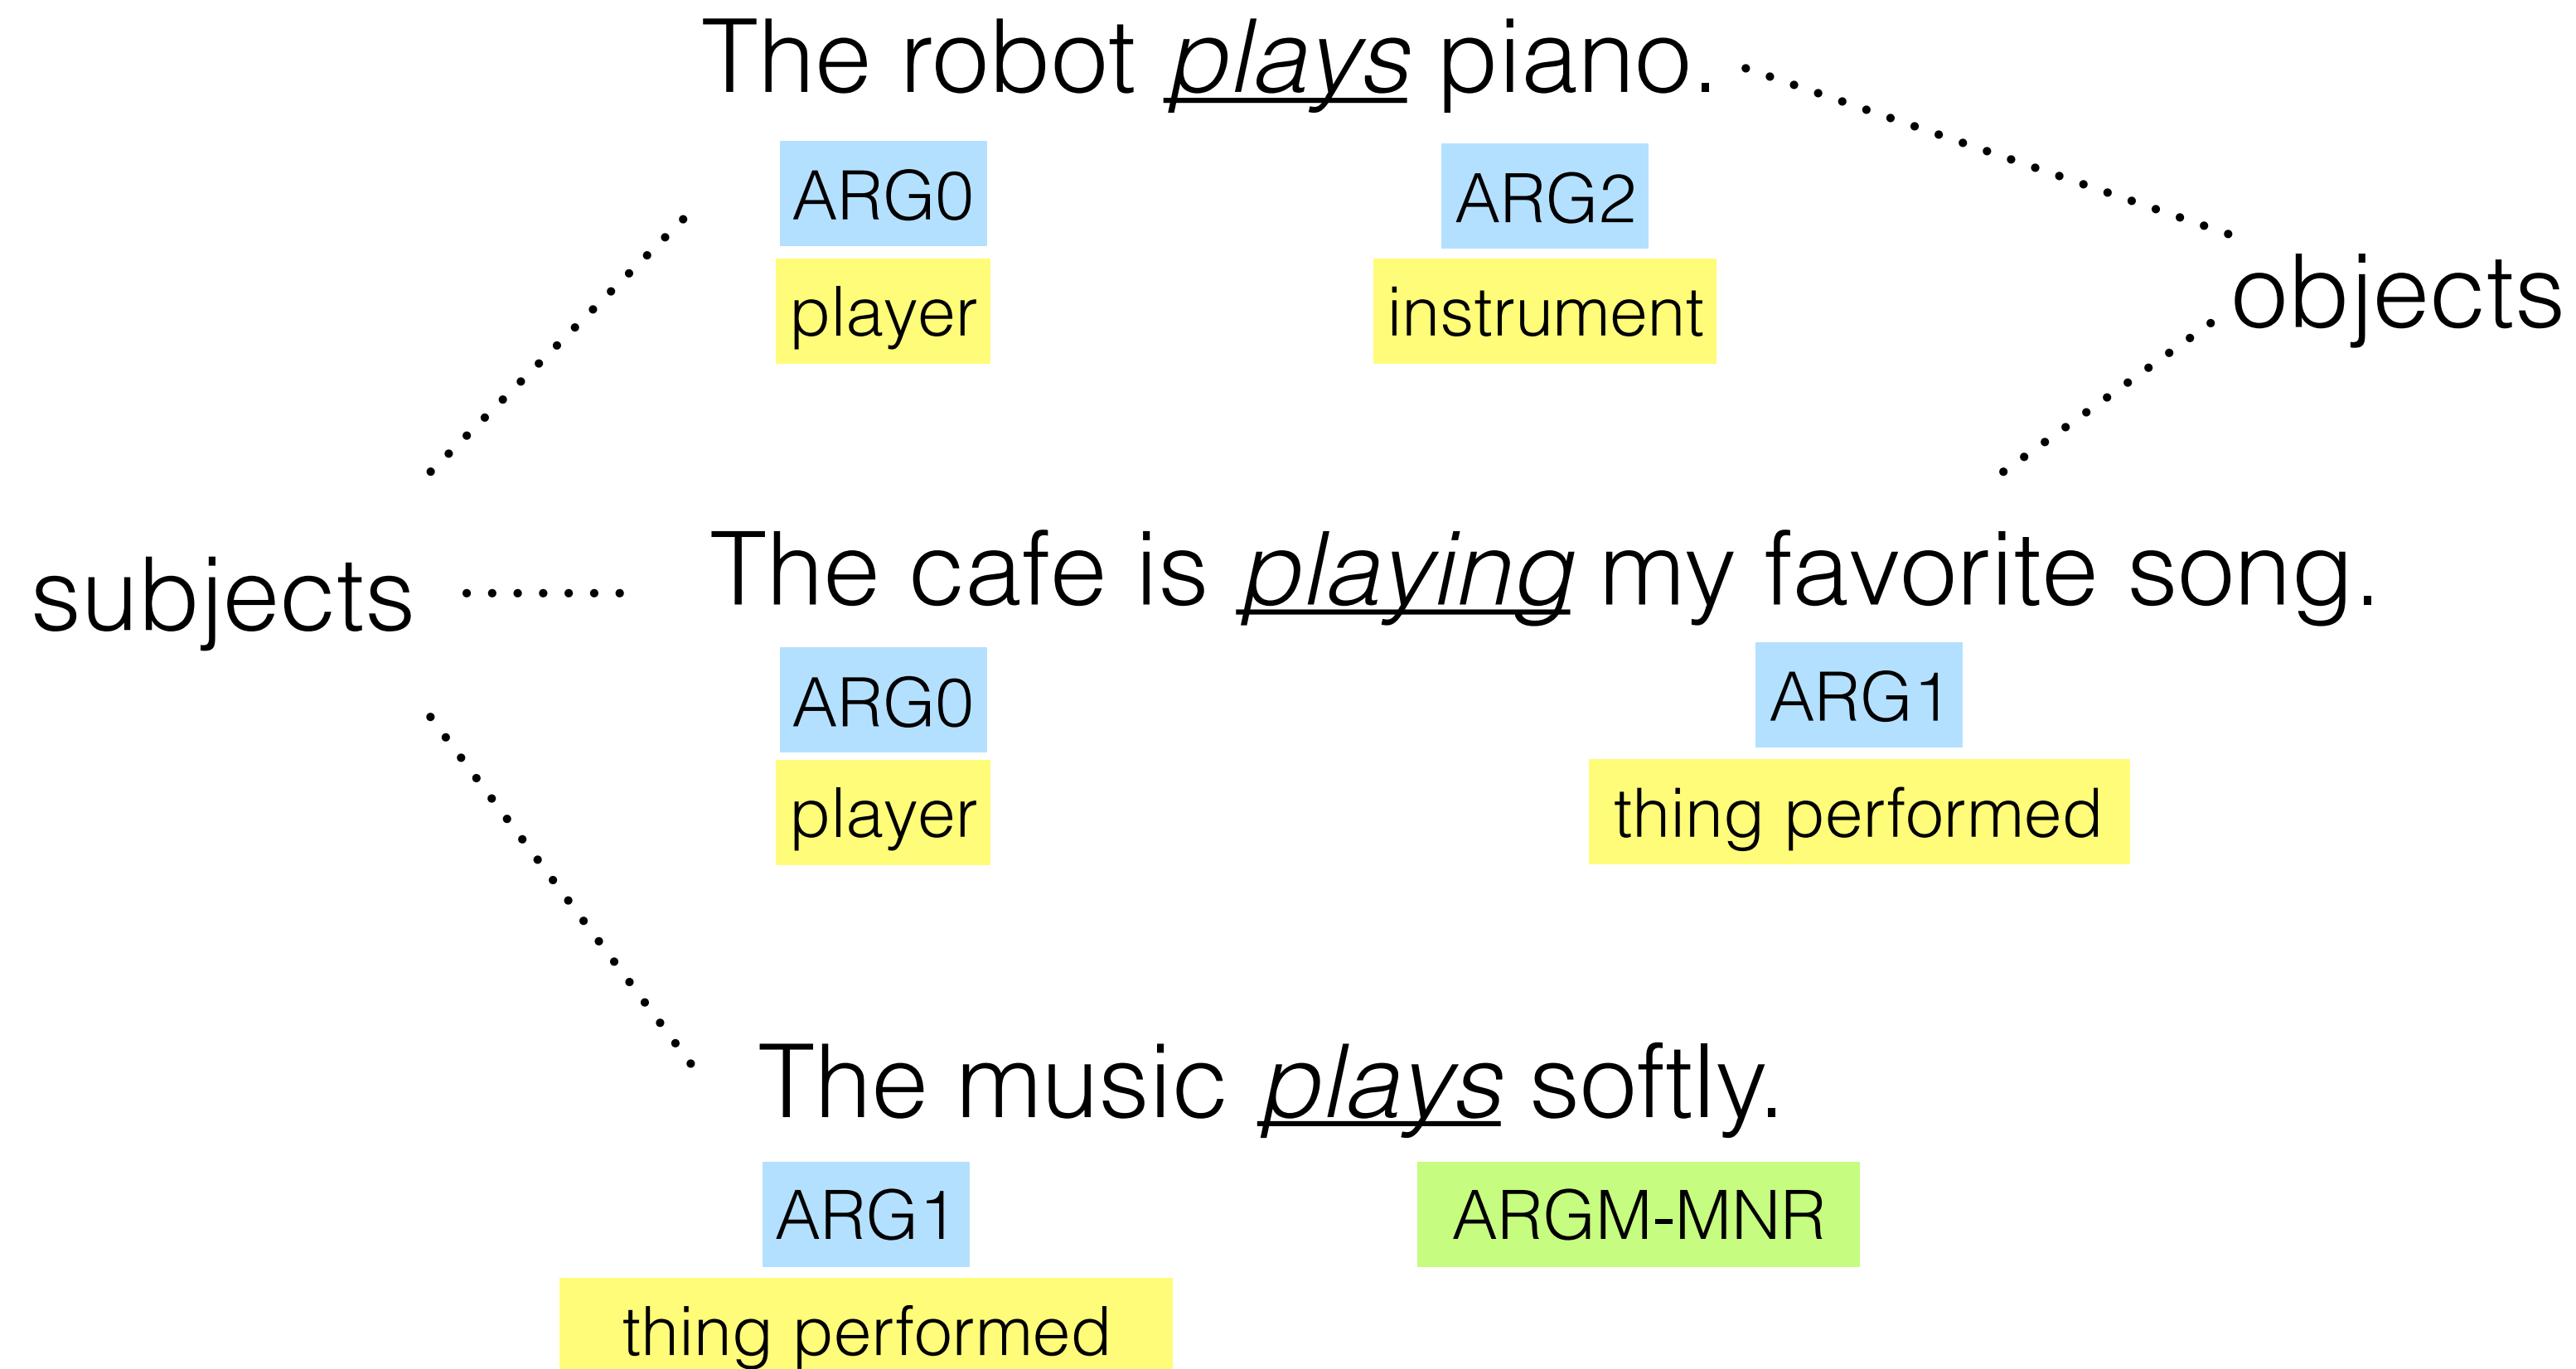 The robot plays piano.
ARG0 ARG2
player instrument
objects
The cafe is playing my favorite song.
subjects
ARG0 ARG1
player thing performed
The music plays softly.
ARG1 ARGM-MNR
thing performed